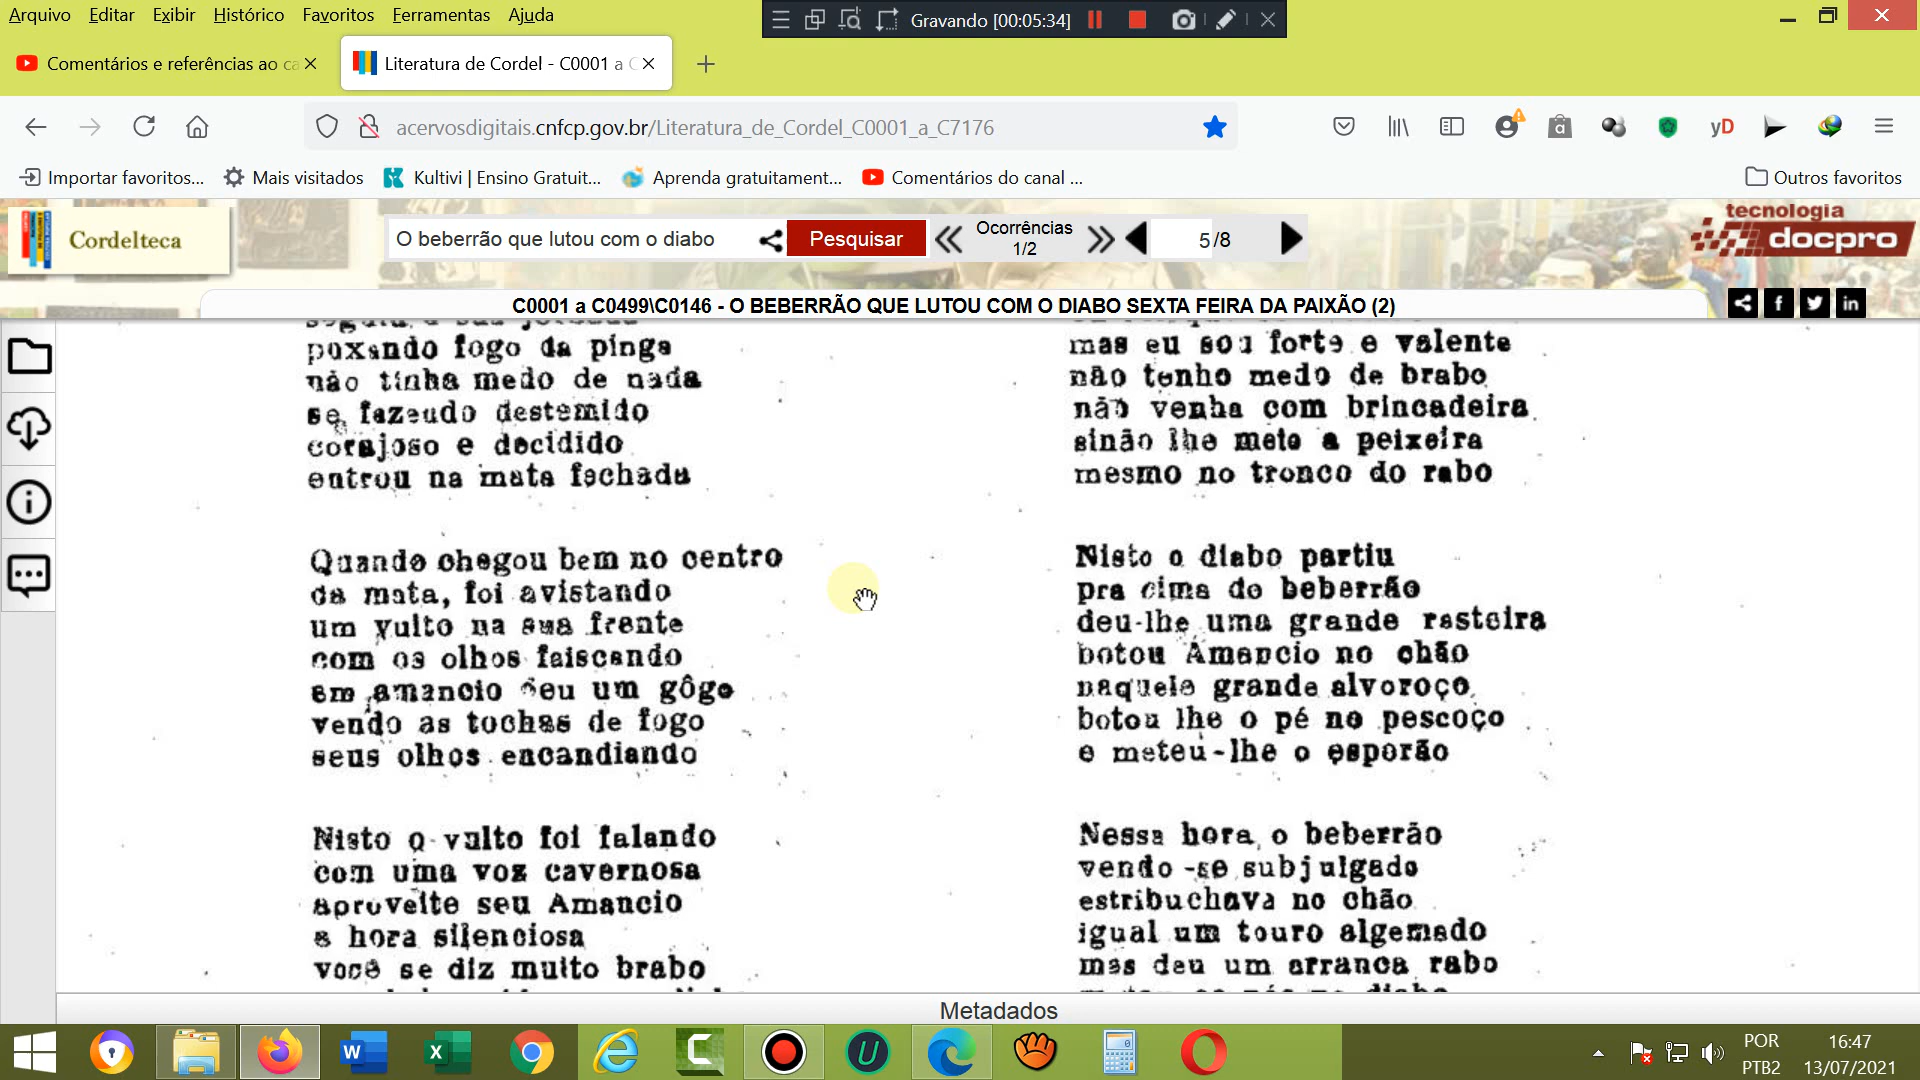 Arquivo Editar Exibir Histórico Favoritos Ferramentas Ajuda
Gravando [00:05:34]
Comentários e referências ao ca
Literatura de Cordel - C0001 a C
acervosdigitais.cnfcp.gov.br/Literatura_de_Cordel_C0001_a_C7176
Importar favoritos... Mais visitados Kultivi | Ensino Gratuit... Aprenda gratuitament... Comentários do canal ... Outros favoritos
Cordelteca
O beberrão que lutou com o diabo
Pesquisar
Ocorrências
1/2
5 /8
tecnologia
docpro
C0001 a C0499\C0146 - O BEBERRÃO QUE LUTOU COM O DIABO SEXTA FEIRA DA PAIXÃO (2)
puxando fogo da pinga
não tinha medo de nada
se fazendo destemido
corajoso e decidido
entrou na mata fechada
Quando chegou bem no centro
da mata, foi avistando
um vulto na sua frente
com os olhos faiscando
em amancio deu um gôgo
vendo as tochas de fogo
seus olhos encandiando
Nisto o vulto foi falando
com uma voz cavernosa
aproveite seu Amancio
a hora silenciosa
você se diz muito brabo
mas eu sou forte e valente
não tenho medo de brabo
não venha com brincadeira
sinão lhe meto a peixeira
mesmo no tronco do rabo
Nisto o diabo partiu
pra cima do beberrão
deu-lhe uma grande rasteira
botou Amancio no chão
naquele grande alvoroço
botou lhe o pé no pescoço
e meteu-lhe o esporão
Nessa hora o beberrão
vendo-se subjulgado
estribuchava no chão
igual um touro algemado
mas deu um arranca rabo
Metadados
POR
PTB2
16:47
13/07/2021